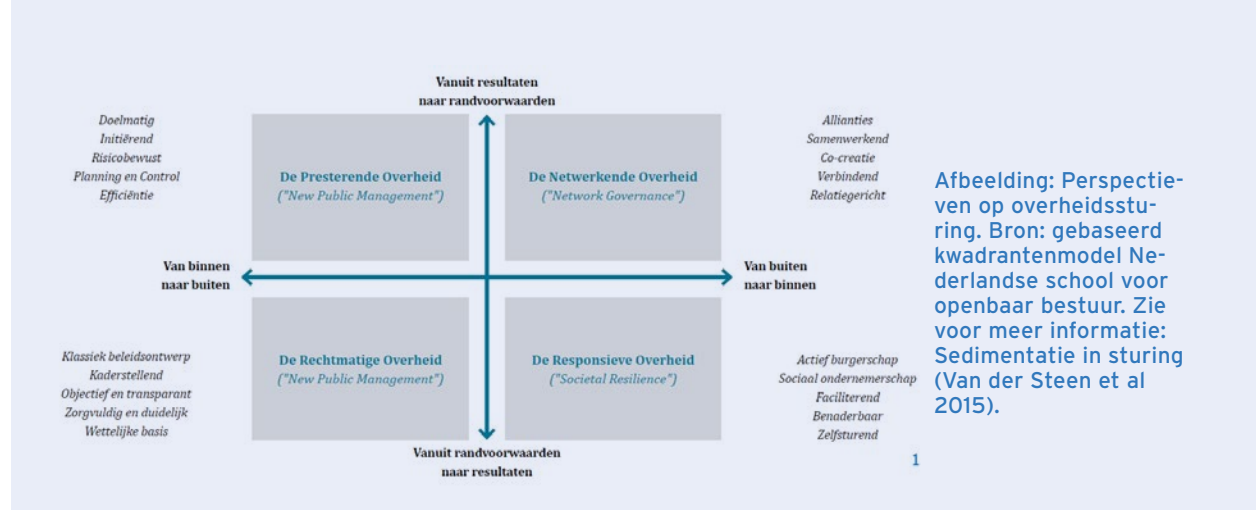 Vanuit resultaten
naar randvoorwaarden
Doelmatig
Initiërend
Risicobewust
Planning en Control
Efficiëntie
De Presterende Overheid
("New Public Management")
De Netwerkende Overheid
("Network Governance")
Allianties
Samenwerkend
Co-creatie
Verbindend
Relatiegericht
Van binnen
naar buiten
Van buiten
naar binnen
Klassiek beleidsontwerp
Kaderstellend
Objectief en transparant
Zorgvuldig en duidelijk
Wettelijke basis
De Rechtmatige Overheid
("New Public Management")
De Responsieve Overheid
("Societal Resilience")
Actief burgerschap
Sociaal ondernemerschap
Faciliterend
Benaderbaar
Zelfsturend
Vanuit randvoorwaarden
naar resultaten
1
Afbeelding: Perspectie-
ven op overheidsstu-
ring. Bron: gebaseerd
kwadrantenmodel Ne-
derlandse school voor
openbaar bestuur. Zie
voor meer informatie:
Sedimentatie in sturing
(Van der Steen et al
2015).